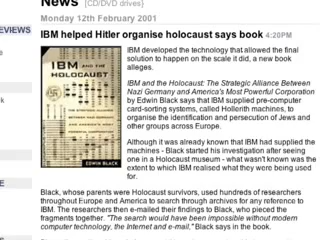 News [CD/DVD drives]
Monday 12th February 2001
EVIEWS
IBM helped Hitler organise holocaust says book 4:20PM
IBM AND THE HOLOCAUST
EDWIN BLACK
IBM developed the technology that allowed the final
solution to happen on the scale it did, a new book
alleges.
IBM and the Holocaust: The Strategic Alliance Between
Nazi Germany and America's Most Powerful Corporation
by Edwin Black says that IBM supplied pre-computer
card-sorting systems, called Hollerith machines, to
organise the identification and persecution of Jews and
other groups across Europe.
Although it was already known that IBM had supplied the
machines - Black started his investigation after seeing
one in a Holocaust museum - what wasn't known was the
extent to which IBM realised what they were being used
for.
Black, whose parents were Holocaust survivors, used hundreds of researchers
throughout Europe and America to search through archives for any reference to
IBM. The researchers then e-mailed their findings to Black, who pieced the
fragments together. "The search would have been impossible without modern
computer technology, the Internet and e-mail," Black says in the book.